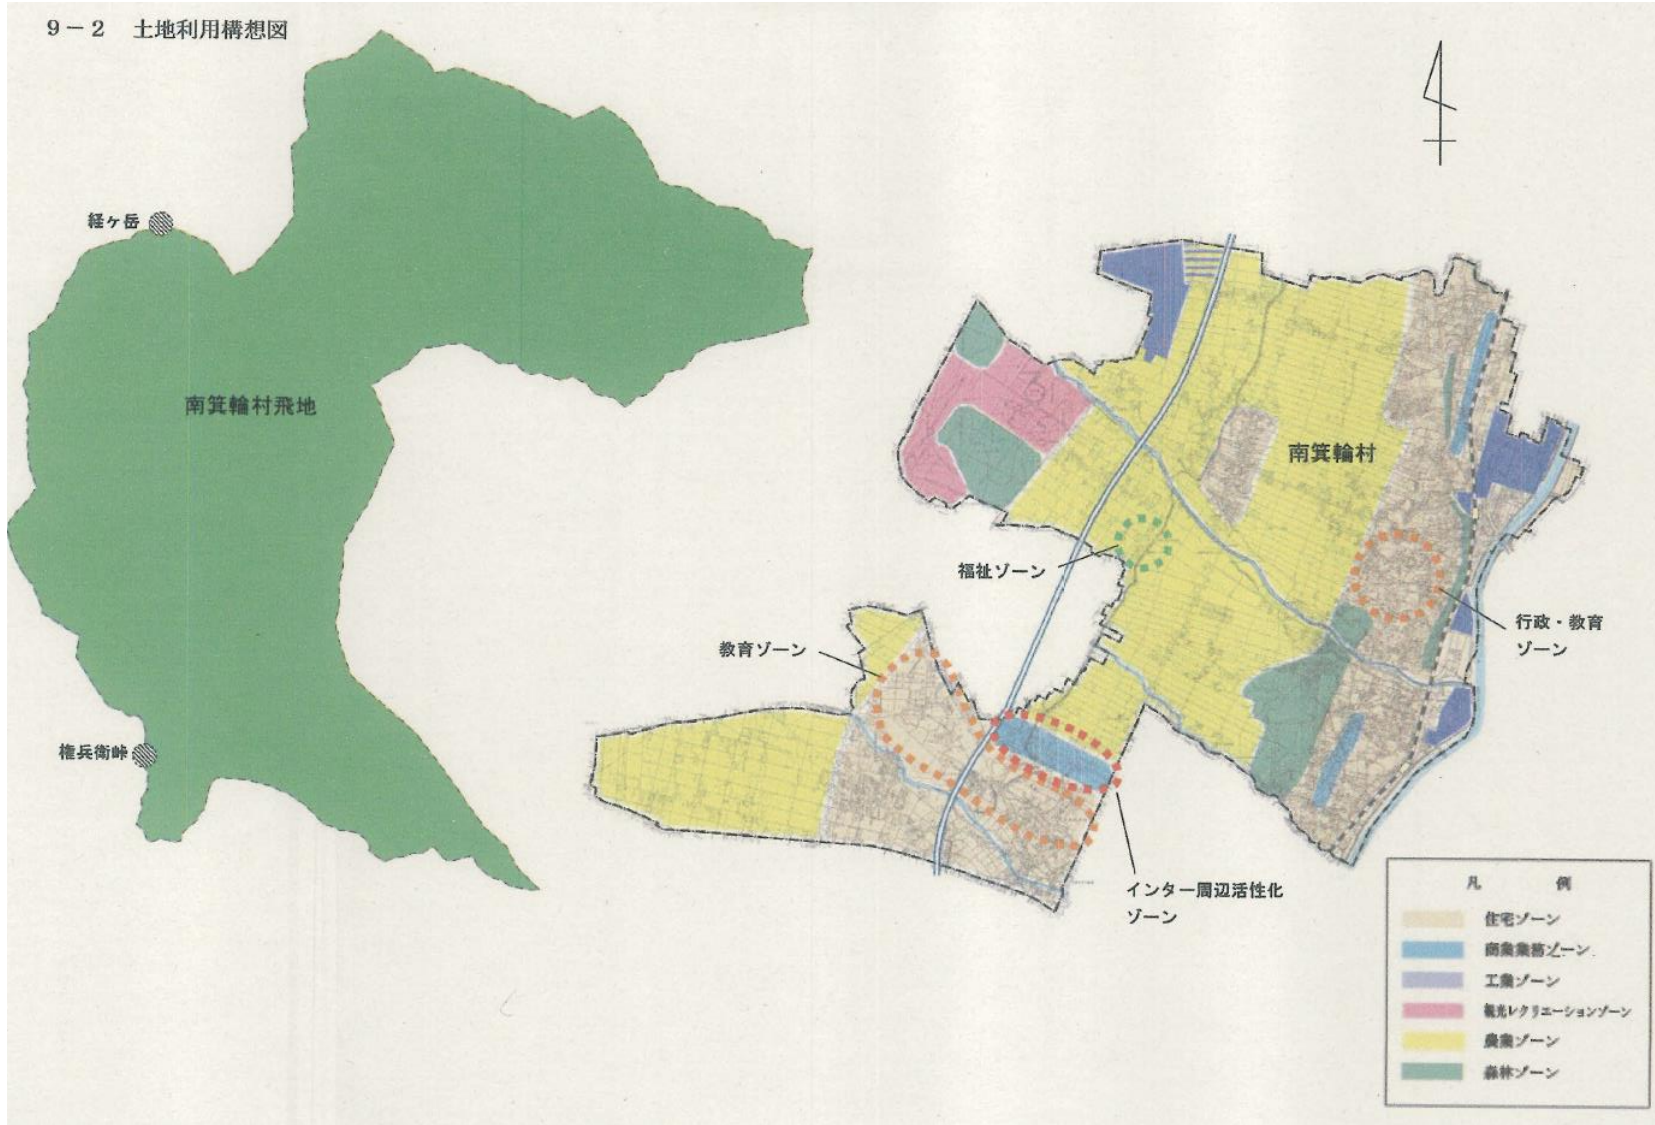 9－2　土地利用構想図
経ヶ岳
南箕輪村飛地
権兵衛峠
南箕輪村
福祉ゾーン
教育ゾーン
行政・教育
ゾーン
インター周辺活性化
ゾーン
凡　例
住宅ゾーン
商業業務ゾーン
工業ゾーン
観光レクリエーションゾーン
農業ゾーン
森林ゾーン